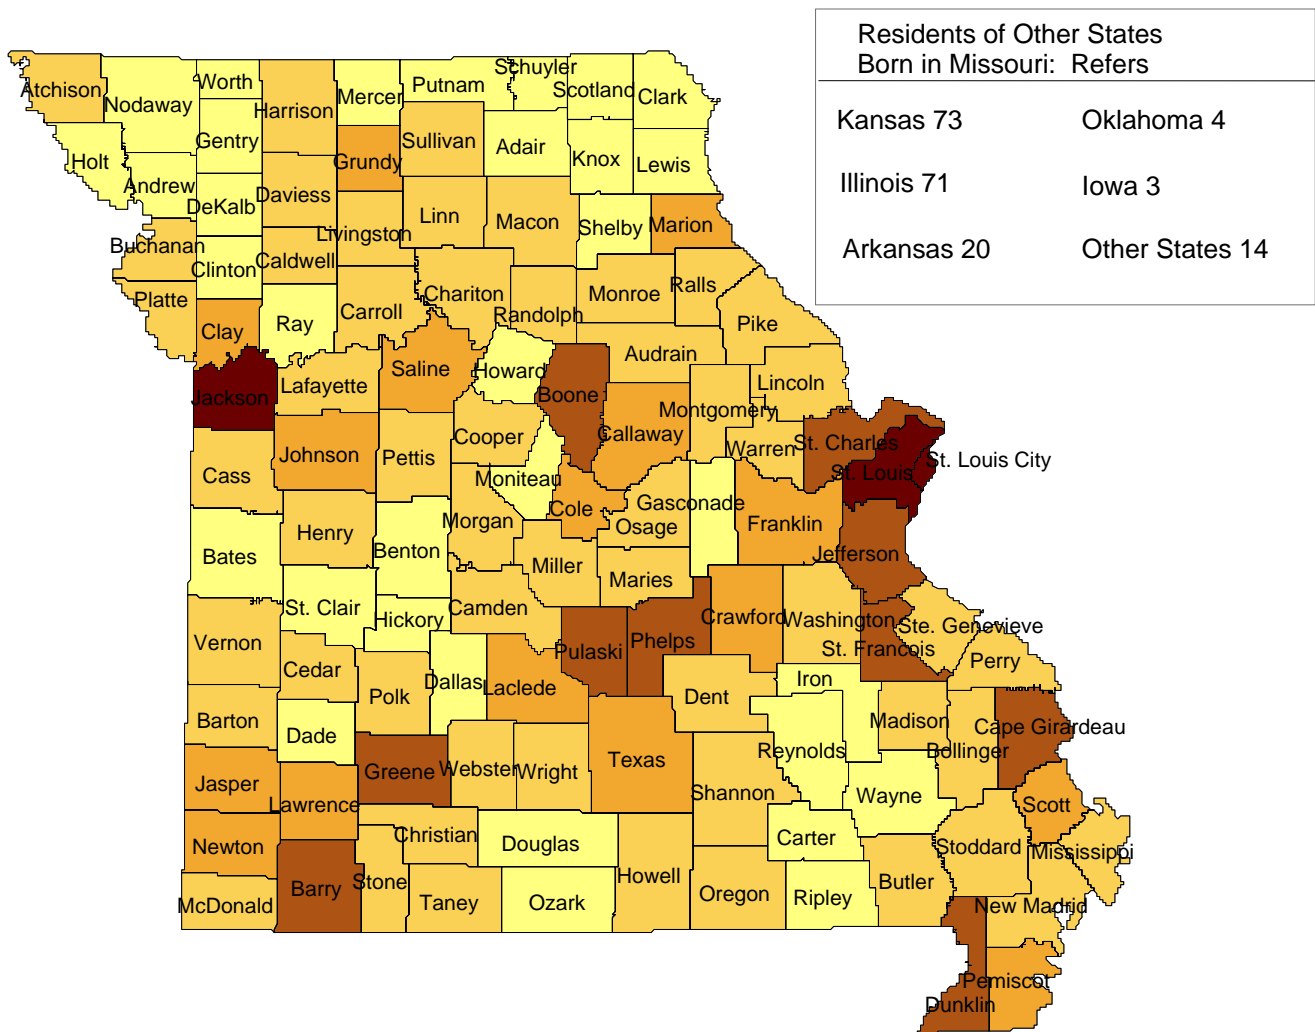 Residents of Other States
Born in Missouri: Refers
Kansas 73
Oklahoma 4
Illinois 71
Iowa 3
Arkansas 20
Other States 14
Schuyler
Worth
Putnam
Atchison
Nodaway
Harrison
Mercer
Scotland
Clark
Gentry
Sullivan
Adair
Holt
Grundy
Knox
Lewis
Andrew
DeKalb
Daviess
Linn
Macon
Shelby
Marion
Livingston
Buchanan
Clinton
Caldwell
Platte
Chariton
Monroe
Ralls
Clay
Ray
Carroll
Randolph
Pike
Audrain
Jackson
Lafayette
Saline
Howard
Boone
Lincoln
Montgomery
Callaway
Cooper
Warren
St. Charles
Cass
Johnson
Pettis
Moniteau
St. Louis
St. Louis City
Cole
Gasconade
Osage
Franklin
Henry
Morgan
Bates
Benton
Miller
Maries
Jefferson
St. Clair
Hickory
Camden
Crawford
Washington
Ste. Genevieve
Vernon
Cedar
Pulaski
Phelps
St. Francois
Perry
Polk
Dallas
Laclede
Dent
Iron
Barton
Dade
Madison
Cape Girardeau
Reynolds
Bollinger
Jasper
Greene
Webster
Wright
Texas
Lawrence
Shannon
Wayne
Scott
Newton
Christian
Douglas
Carter
Stoddard
Mississippi
McDonald
Barry
Stone
Taney
Ozark
Howell
Oregon
Ripley
Butler
New Madrid
Pemiscot
Dunklin